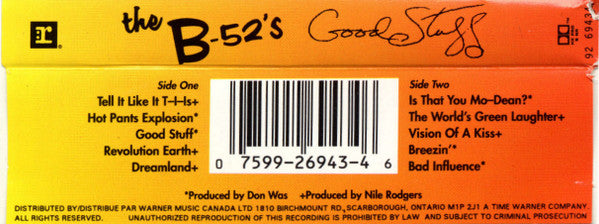 r.
the B-52's Good Stuff
92 6943
Side One
Tell It Like It T–I–Is+
Hot Pants Explosion*
Good Stuff*
Revolution Earth+
Dreamland+
0 7599-26943-4 6
Side Two
Is That You Mo–Dean?*
The World's Green Laughter+
Vision Of A Kiss+
Breezin'*
Bad Influence*
*Produced by Don Was +Produced by Nile Rodgers
DISTRIBUTED BY/DISTRIBUE PAR WARNER MUSIC CANADA LTD 1810 BIRCHMOUNT RD., SCARBOROUGH, ONTARIO M1P 2J1 A TIME WARNER COMPANY.
ALL RIGHTS RESERVED. UNAUTHORIZED REPRODUCTION OF THIS RECORDING IS PROHIBITED BY LAW AND SUBJECT TO CRIMINAL PROSECUTION